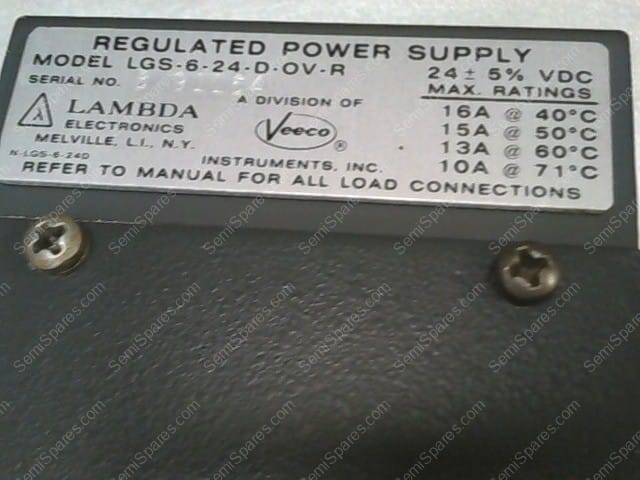 REGULATED POWER SUPPLY
MODEL LGS-6-24-D-OV-R
24 ± 5% VDC
SERIAL NO.
MAX. RATINGS
LAMBDA
ELECTRONICS
MELVILLE, L.I., N.Y.
A DIVISION OF
Veeco ®
INSTRUMENTS, INC.
16A @ 40°C
15A @ 50°C
13A @ 60°C
10A @ 71°C
N-LGS-6-24D
REFER TO MANUAL FOR ALL LOAD CONNECTIONS
SemiSpares.com